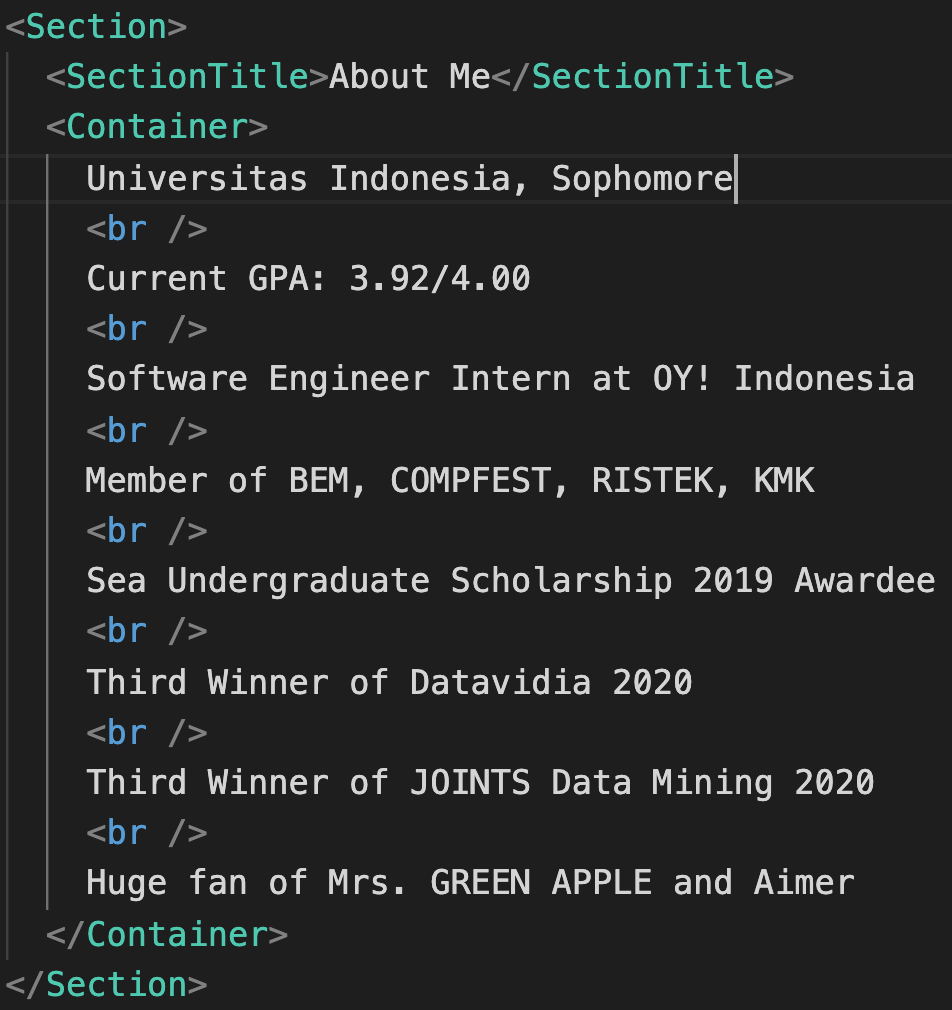 <Section>
<SectionTitle>About Me</SectionTitle>
<Container>
Universitas Indonesia, Sophomore
<br />
Current GPA: 3.92/4.00
<br />
Software Engineer Intern at OY! Indonesia
<br />
Member of BEM, COMPFEST, RISTEK, KMK
<br />
Sea Undergraduate Scholarship 2019 Awardee
<br />
Third Winner of Datavidia 2020
<br />
Third Winner of JOINTS Data Mining 2020
<br />
Huge fan of Mrs. GREEN APPLE and Aimer
</Container>
</Section>